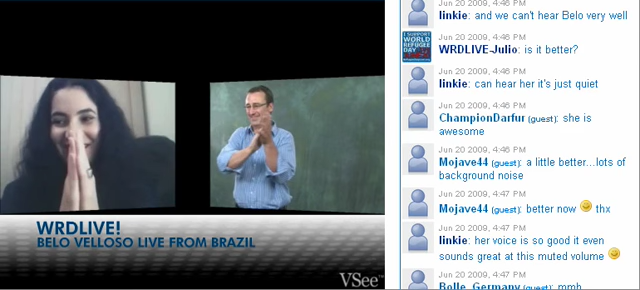 WRDLIVE!
BELO VELLOSO LIVE FROM BRAZIL
VSee™
Jun 20 2009, 4:46 PM
linkie: and we can't hear Belo very well
I SUPPORT
WORLD
REFUGEE
DAY
Jun 20 2009, 4:46 PM
WRDLIVE-Julio: is it better?
Jun 20 2009, 4:46 PM
linkie: can hear her it's just quiet
Jun 20 2009, 4:46 PM
ChampionDarfur (guest): she is
awesome
Jun 20 2009, 4:46 PM
Mojave44 (guest): a little better...lots of
background noise
Jun 20 2009, 4:47 PM
Mojave44 (guest): better now thx
Jun 20 2009, 4:47 PM
linkie: her voice is so good it even
sounds great at this muted volume
Jun 20 2009, 4:47 PM
Rolle_Germany (guest): mmh